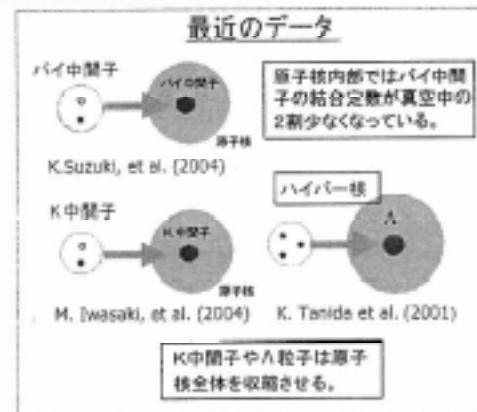 最近のデータ
パイ中間子
パイ中間子
原子核
原子核内部ではパイ中間
子の結合定数が真空中の
2割少なくなっている。
K.Suzuki, et al. (2004)
K中間子
K中間子
原子核
M. Iwasaki, et al. (2004)
ハイパー核
Λ
K. Tanida et al. (2001)
K中間子やΛ粒子は原子
核全体を収縮させる。